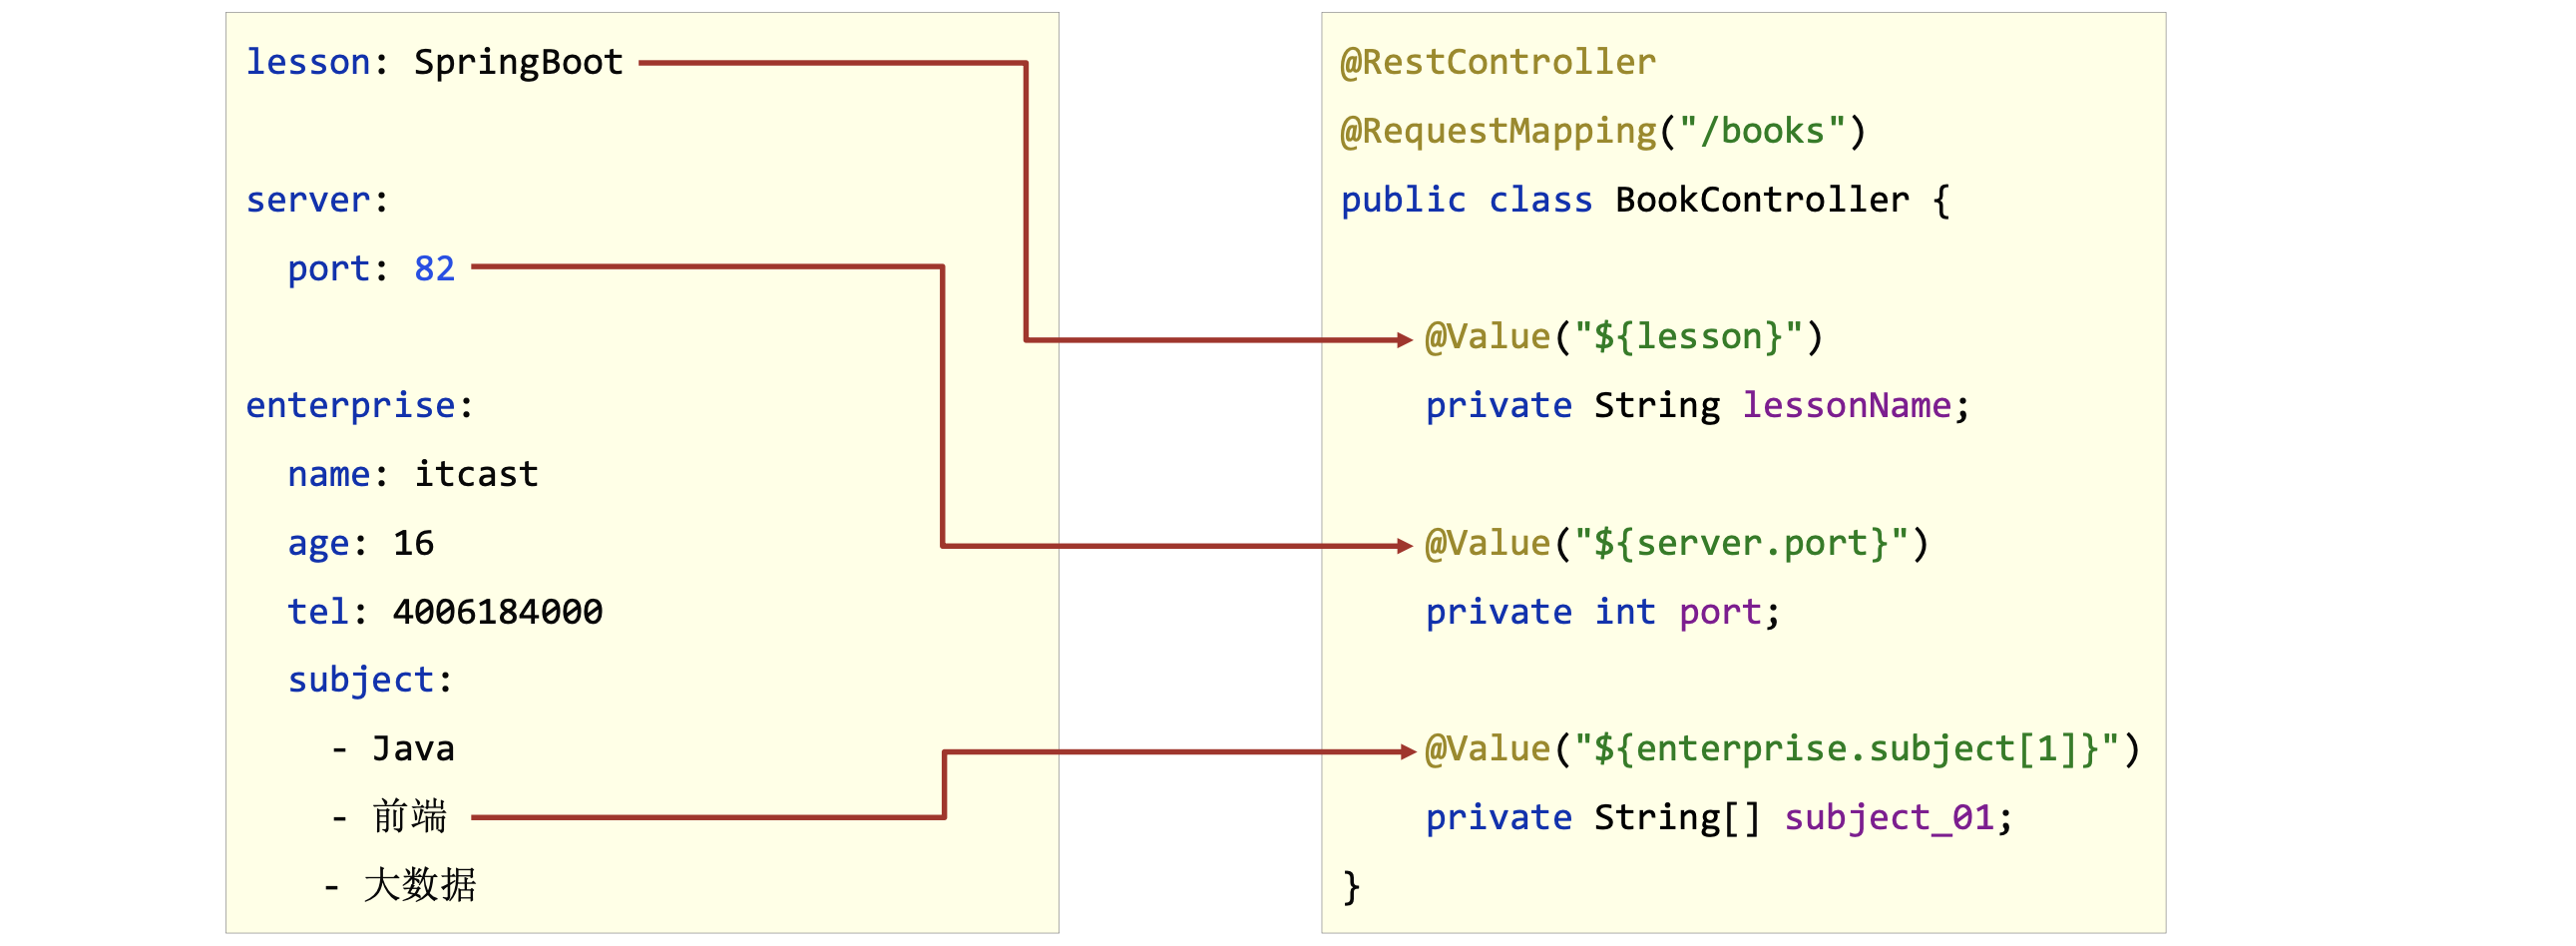 lesson: SpringBoot
server:
  port: 82
enterprise:
  name: itcast
  age: 16
  tel: 4006184000
  subject:
    - Java
    - 前端
    - 大数据
@RestController
@RequestMapping("/books")
public class BookController {
    @Value("${lesson}")
    private String lessonName;
    @Value("${server.port}")
    private int port;
    @Value("${enterprise.subject[1]}")
    private String[] subject_01;
}